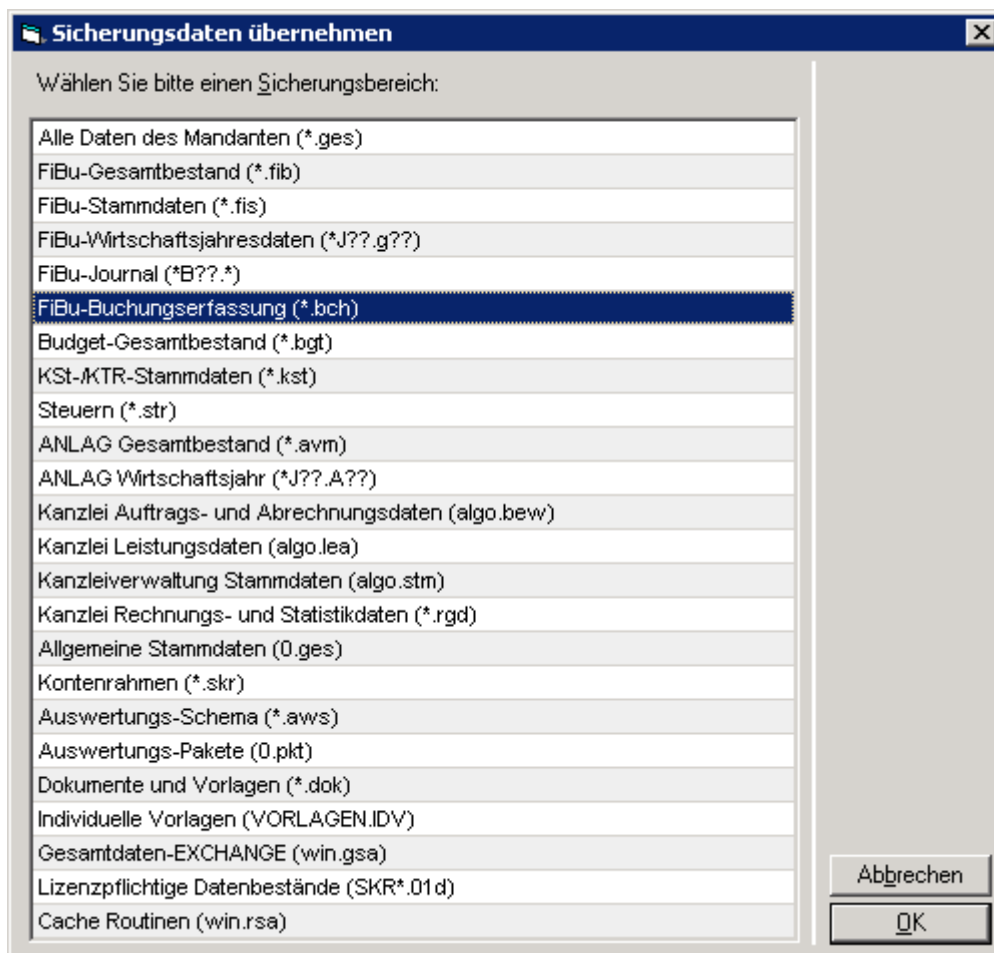 Sicherungsdaten übernehmen
Wählen Sie bitte einen Sicherungsbereich:
Alle Daten des Mandanten (*.ges)
FiBu-Gesamtbestand (*.fib)
FiBu-Stammdaten (*.fis)
FiBu-Wirtschaftsjahresdaten (*J??.g??)
FiBu-Journal (*B??.*)
FiBu-Buchungserfassung (*.bch)
Budget-Gesamtbestand (*.bgt)
KSt-/KTR-Stammdaten (*.kst)
Steuern (*.str)
ANLAG Gesamtbestand (*.avm)
ANLAG Wirtschaftsjahr (*J??.A??)
Kanzlei Auftrags- und Abrechnungsdaten (algo.bew)
Kanzlei Leistungsdaten (algo.lea)
Kanzleiverwaltung Stammdaten (algo.stm)
Kanzlei Rechnungs- und Statistikdaten (*.rgd)
Allgemeine Stammdaten (0.ges)
Kontenrahmen (*.skr)
Auswertungs-Schema (*.aws)
Auswertungs-Pakete (0.pkt)
Dokumente und Vorlagen (*.dok)
Individuelle Vorlagen (VORLAGEN.IDV)
Gesamtdaten-EXCHANGE (win.gsa)
Lizenzpflichtige Datenbestände (SKR*.01d)
Cache Routinen (win.rsa)
Abbrechen
OK